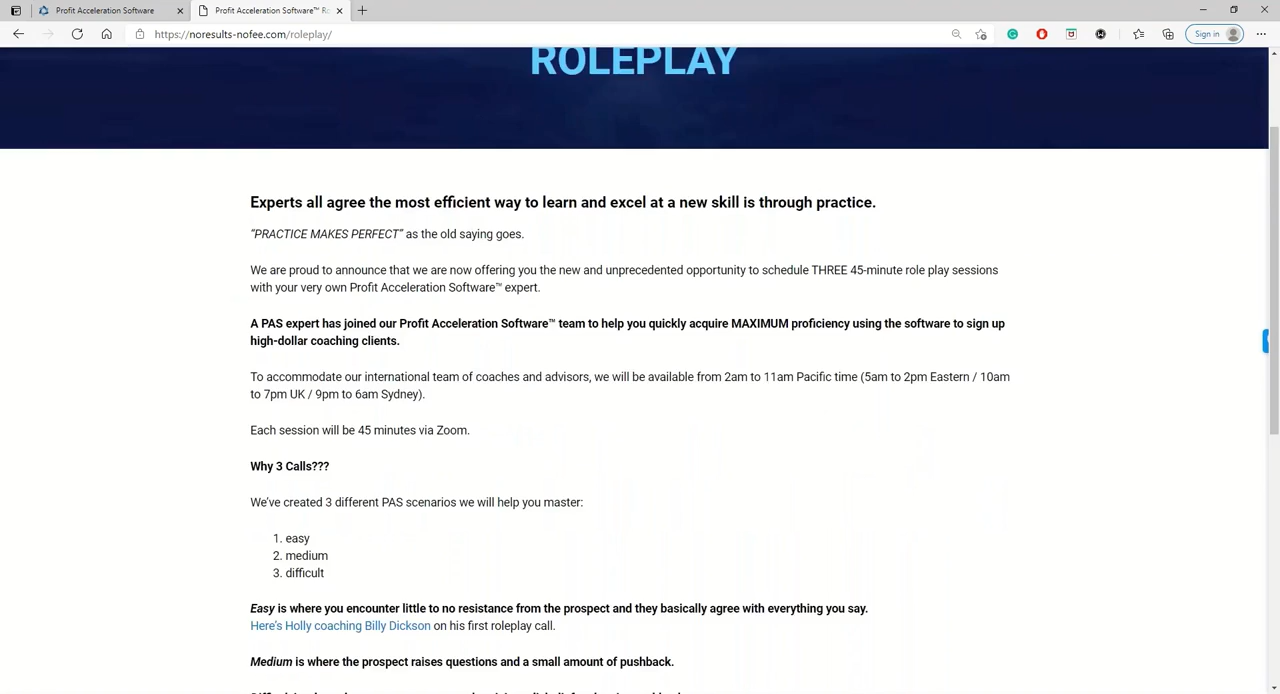 Profit Acceleration Software
Profit Acceleration Software™ Ro
https://noresults-nofee.com/roleplay/
Sign in
ROLEPLAY
Experts all agree the most efficient way to learn and excel at a new skill is through practice.
“PRACTICE MAKES PERFECT” as the old saying goes.
We are proud to announce that we are now offering you the new and unprecedented opportunity to schedule THREE 45-minute role play sessions
with your very own Profit Acceleration Software™ expert.
A PAS expert has joined our Profit Acceleration Software™ team to help you quickly acquire MAXIMUM proficiency using the software to sign up
high-dollar coaching clients.
To accommodate our international team of coaches and advisors, we will be available from 2am to 11am Pacific time (5am to 2pm Eastern / 10am
to 7pm UK / 9pm to 6am Sydney).
Each session will be 45 minutes via Zoom.
Why 3 Calls???
We’ve created 3 different PAS scenarios we will help you master:
1. easy
2. medium
3. difficult
Easy is where you encounter little to no resistance from the prospect and they basically agree with everything you say.
Here’s Holly coaching Billy Dickson on his first roleplay call.
Medium is where the prospect raises questions and a small amount of pushback.